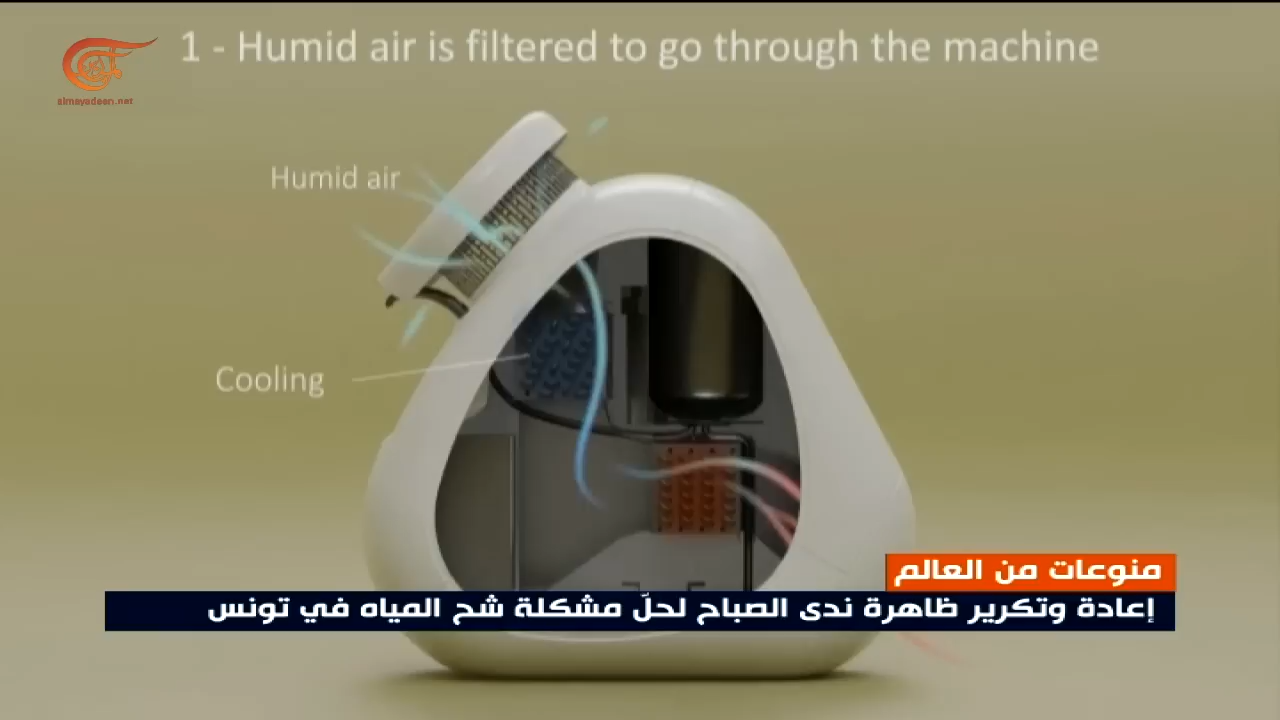 1 - Humid air is filtered to go through the machine
almayadeen.net
Humid air
Cooling
منوعات من العالم
إعادة وتكرير ظاهرة ندى الصباح لحلّ مشكلة شح المياه في تونس